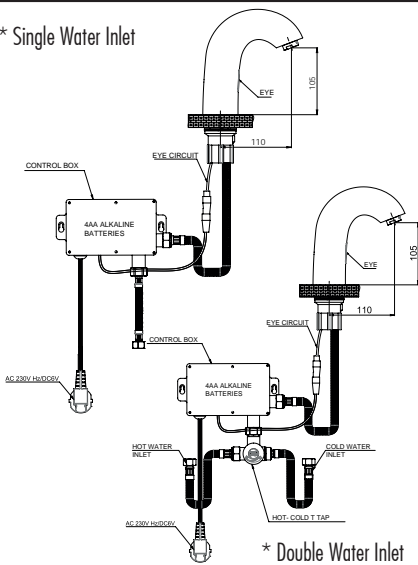 * Single Water Inlet
105
EYE
110
EYE CIRCUIT
CONTROL BOX
4AA ALKALINE
BATTERIES
AC 230V Hz/DC6V
105
EYE
110
EYE CIRCUIT
CONTROL BOX
4AA ALKALINE
BATTERIES
HOT WATER
INLET
COLD WATER
INLET
HOT- COLD T TAP
AC 230V Hz/DC6V
* Double Water Inlet